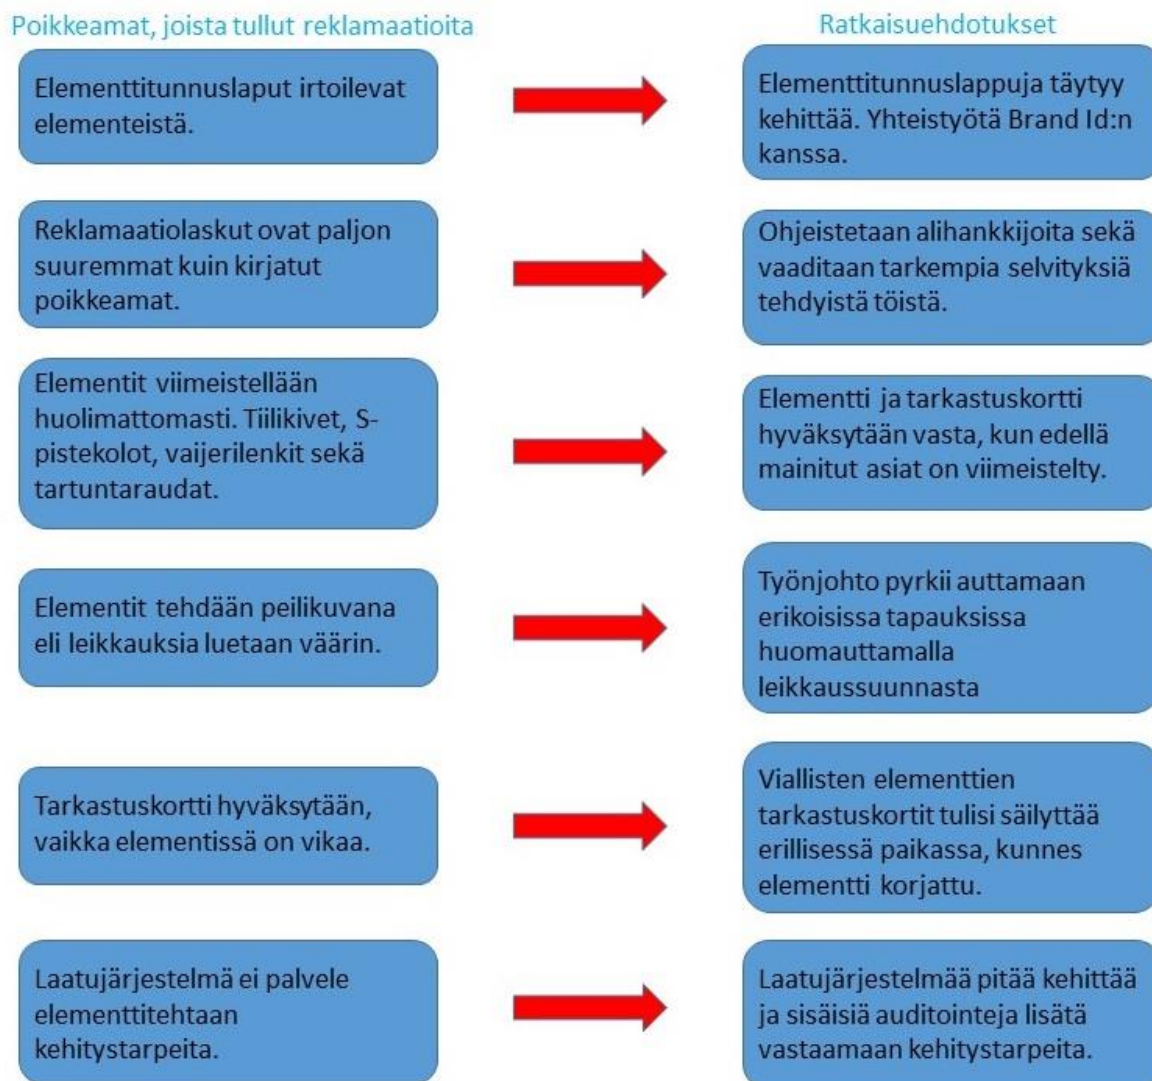 Poikkeamat, joista tullut reklamaatioita
Ratkaisuehdotukset
Elementtitunnuslaput irtoilevat
elementeistä.
Elementtitunnuslappuja täytyy
kehittää. Yhteistyötä Brand Id:n
kanssa.
Reklamaatiolaskut ovat paljon
suuremmat kuin kirjatut
poikkeamat.
Ohjeistetaan alihankkijoita sekä
vaaditaan tarkempia selvityksiä
tehdyistä töistä.
Elementit viimeistellään
huolimattomasti. Tiilikivet, S-
pistekolot, vaijerilenkit sekä
tartuntaraudat.
Elementti ja tarkastuskortti
hyväksytään vasta, kun edellä
mainitut asiat on viimeistelty.
Elementit tehdään peilikuvana
eli leikkauksia luetaan väärin.
Työnjohto pyrkii auttamaan
erikoisissa tapauksissa
huomauttamalla
leikkaussuunnasta
Tarkastuskortti hyväksytään,
vaikka elementissä on vikaa.
Viallisten elementtien
tarkastuskortit tulisi säilyttää
erillisessä paikassa, kunnes
elementti korjattu.
Laatujärjestelmä ei palvele
elementtitehtaan
kehitystarpeita.
Laatujärjestelmää pitää kehittää
ja sisäisiä auditointeja lisätä
vastaamaan kehitystarpeita.